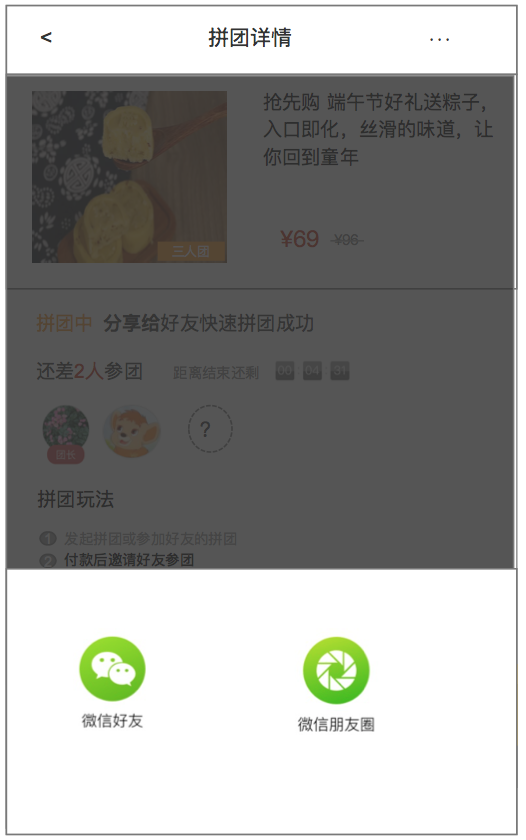 <
拼团详情
...
抢先购 端午节好礼送粽子，
入口即化，丝滑的味道，让
你回到童年
¥69 ¥96
三人团
拼团中 分享给好友快速拼团成功
还差2人参团 距离结束还剩 00 04 31
?
团长
拼团玩法
1 发起拼团或参加好友的拼团
2 付款后邀请好友参团
微信好友
微信朋友圈